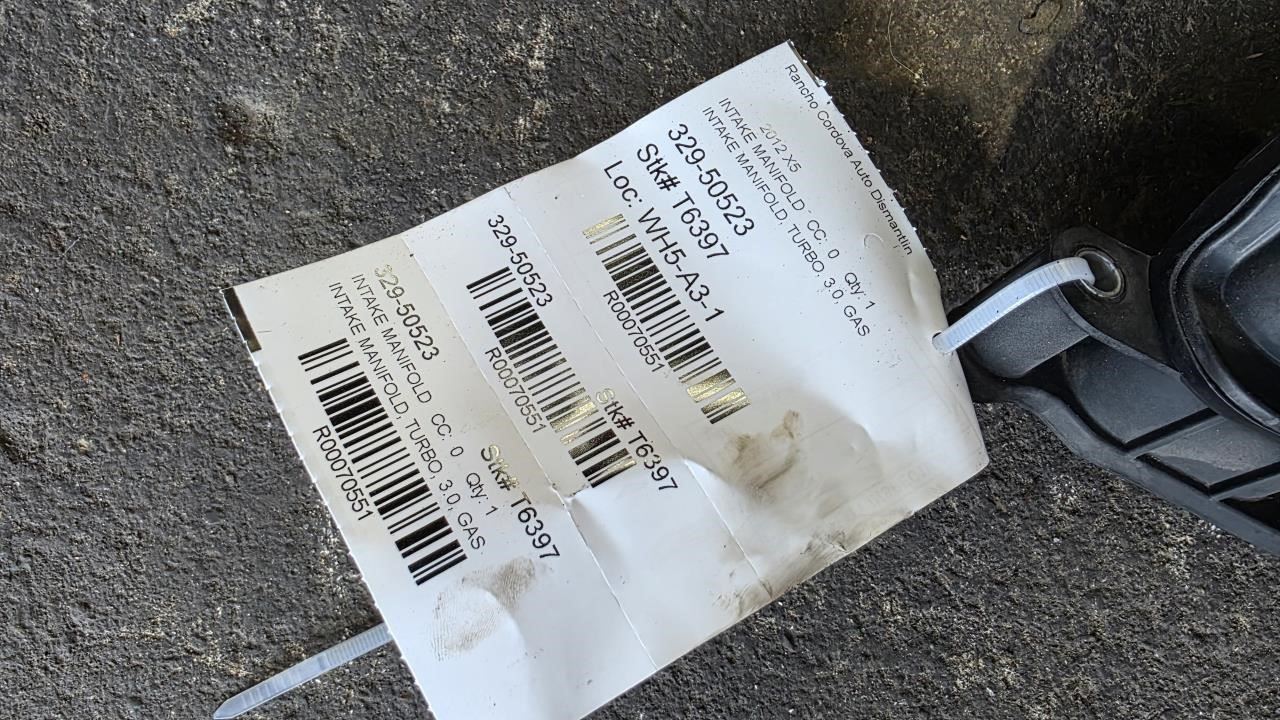 Rancho Cordova Auto Dismantlin
2012 X5
INTAKE MANIFOLD CC: 0 Qty: 1
INTAKE MANIFOLD, TURBO, 3.0, GAS
329-50523
Stk# T6397
Loc: WH5-A3-1
R00070551
329-50523
Stk# T6397
R00070551
329-50523
Stk# T6397
INTAKE MANIFOLD CC: 0 Qty: 1
INTAKE MANIFOLD, TURBO, 3.0, GAS
R00070551